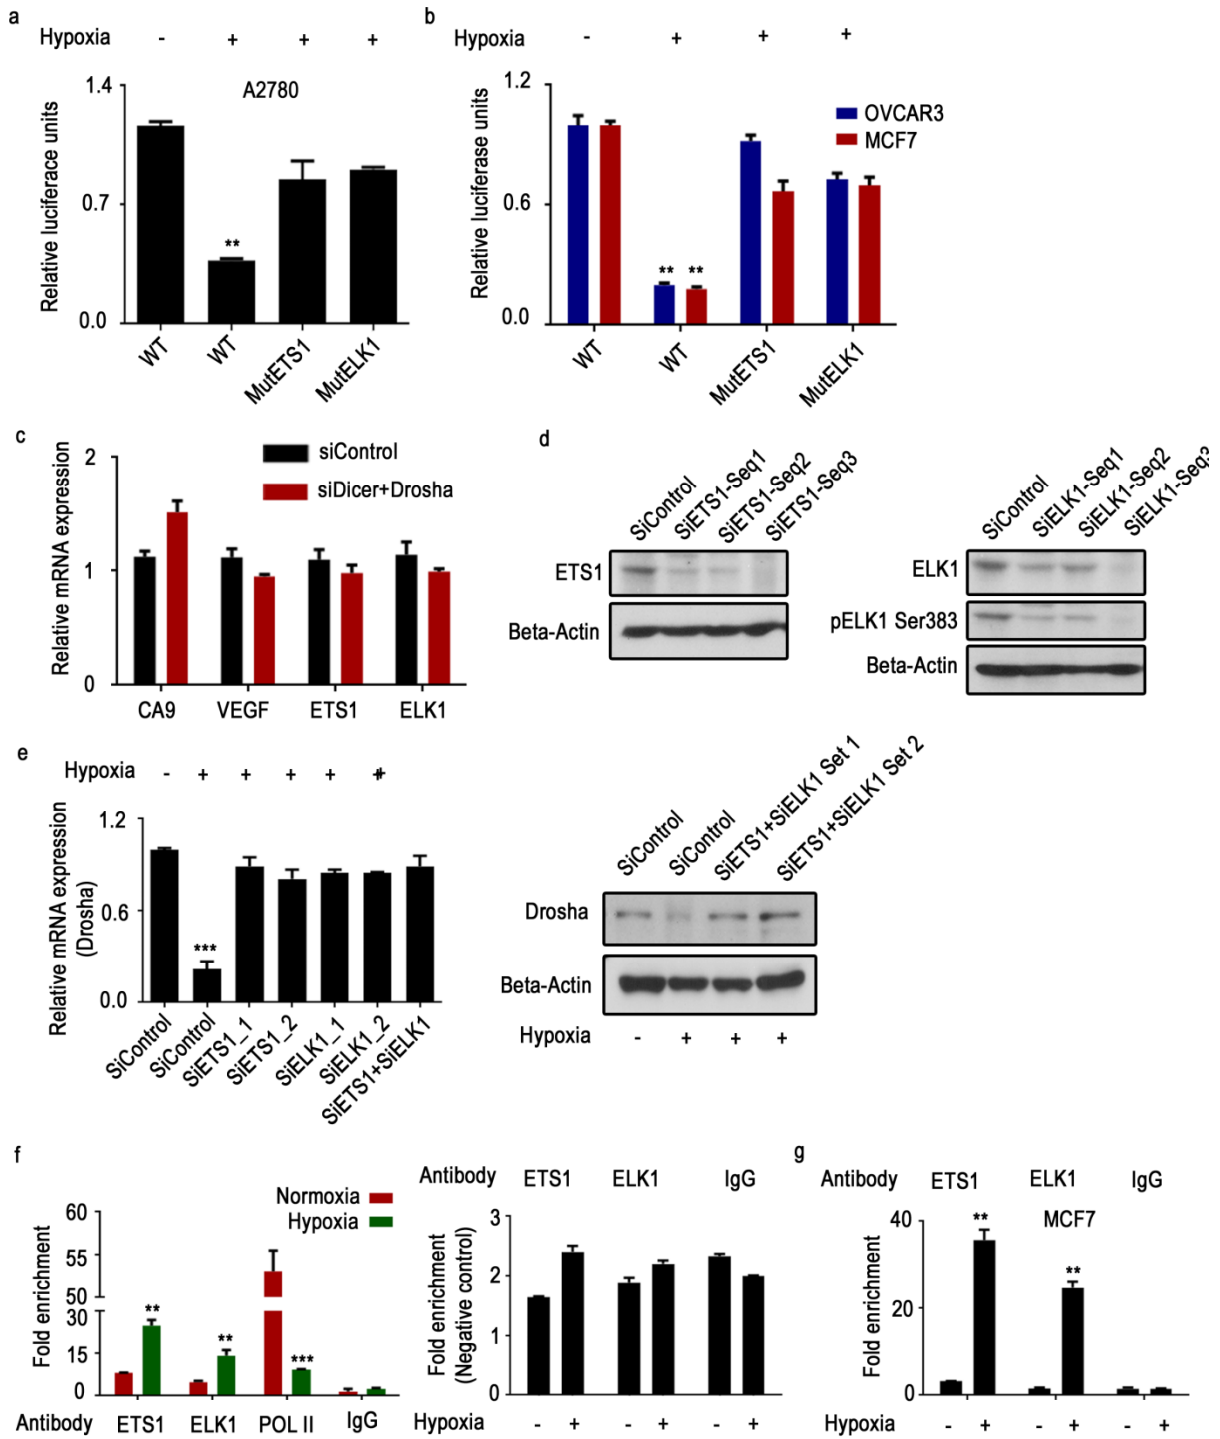 a
Hypoxia - + + +
A2780
Relative luciferace units
1.4
0.7
0.0
WT
WT
MutETS1
MutELK1
b
Hypoxia - + + +
Relative luciferase units
1.2
0.6
0.0
OVCAR3
MCF7
WT
WT
MutETS1
MutELK1
c
Relative mRNA expression
2
1
0
siControl
siDicer+Drosha
CA9 VEGF ETS1 ELK1
d
SiControl
SiETS1-Seq1
SiETS1-Seq2
SiETS1-Seq3
ETS1
Beta-Actin
SiControl
SiELK1-Seq1
SiELK1-Seq2
SiELK1-Seq3
ELK1
pELK1 Ser383
Beta-Actin
e
Hypoxia - + + + + +
Relative mRNA expression
(Drosha)
1.2
0.6
0.0
**
**
**
***
SiControl
SiControl
SiETS1_1
SiETS1_2
SiELK1_1
SiELK1_2
SiETS1+SiELK1
SiControl
SiControl
SiETS1+SiELK1 Set 1
SiETS1+SiELK1 Set 2
Drosha
Beta-Actin
Hypoxia - + + +
f
Normoxia
Hypoxia
Fold enrichment
60
55
50
30
15
0
**
**
***
Antibody ETS1 ELK1 POL II IgG
Antibody ETS1 ELK1 IgG
Fold enrichment
(Negative control)
3
2
1
0
Hypoxia - + - + - +
g
Antibody ETS1 ELK1 IgG
MCF7
Fold enrichment
40
20
0
**
**
Hypoxia - + - + - +